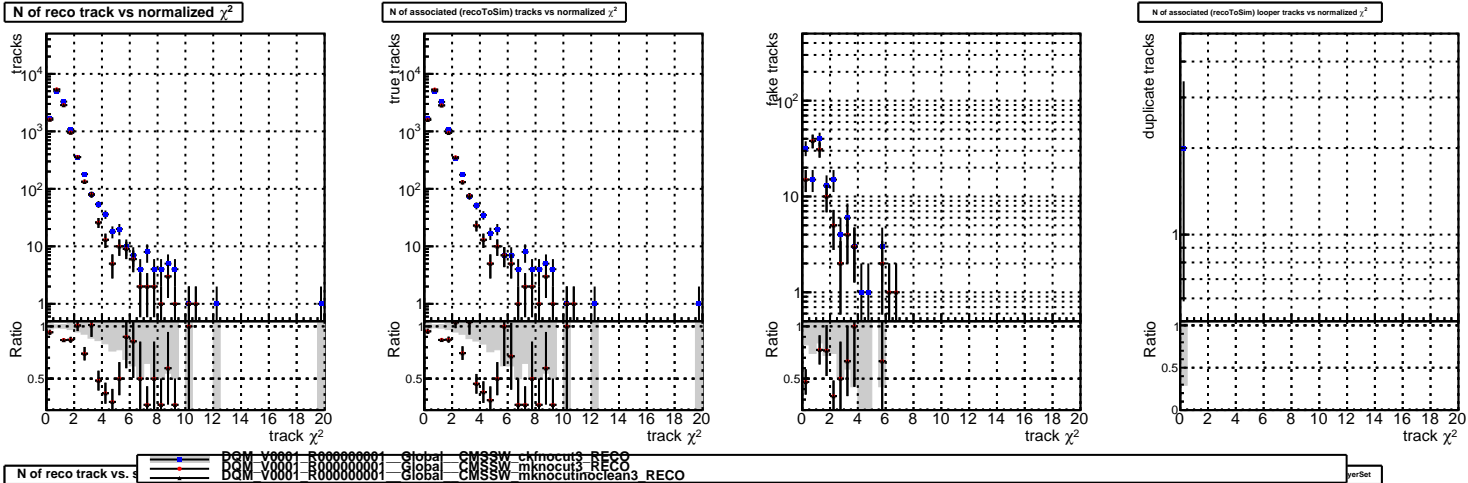 N of reco track vs normalized χ²
N of associated (recoToSim) tracks vs normalized χ²
N of associated (recoToSim) looper tracks vs normalized χ²
tracks
10⁴
10³
10²
10
1
Ratio
1
0.5
0 2 4 6 8 10 12 14 16 18 20
track χ²
true tracks
10⁴
10³
10²
10
1
Ratio
1
0.5
0 2 4 6 8 10 12 14 16 18 20
track χ²
fake tracks
10²
10
1
Ratio
1
0.5
0 2 4 6 8 10 12 14 16 18 20
track χ²
duplicate tracks
1
Ratio
1
0.5
0
0 2 4 6 8 10 12 14 16 18 20
track χ²
DQM_V0001_R000000001__Global__CMSSW_ckfnocut3_RECO
DQM_V0001_R000000001__Global__CMSSW_mknocut3_RECO
DQM_V0001_R000000001__Global__CMSSW_mknocutinoclean3_RECO
N of reco track vs. s
yerSet